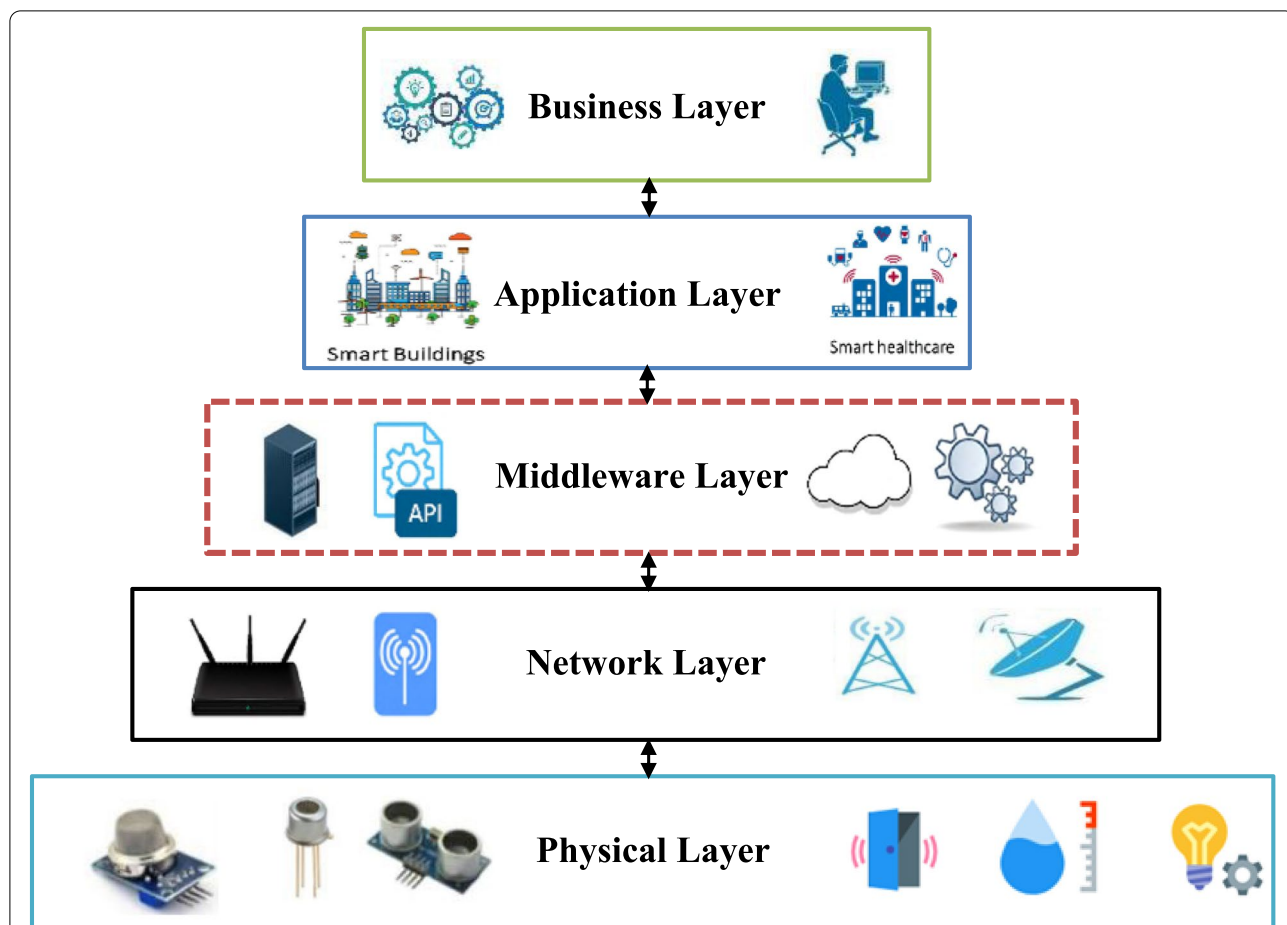 Business Layer
Application Layer
Smart Buildings
Smart healthcare
Middleware Layer
API
Network Layer
Physical Layer